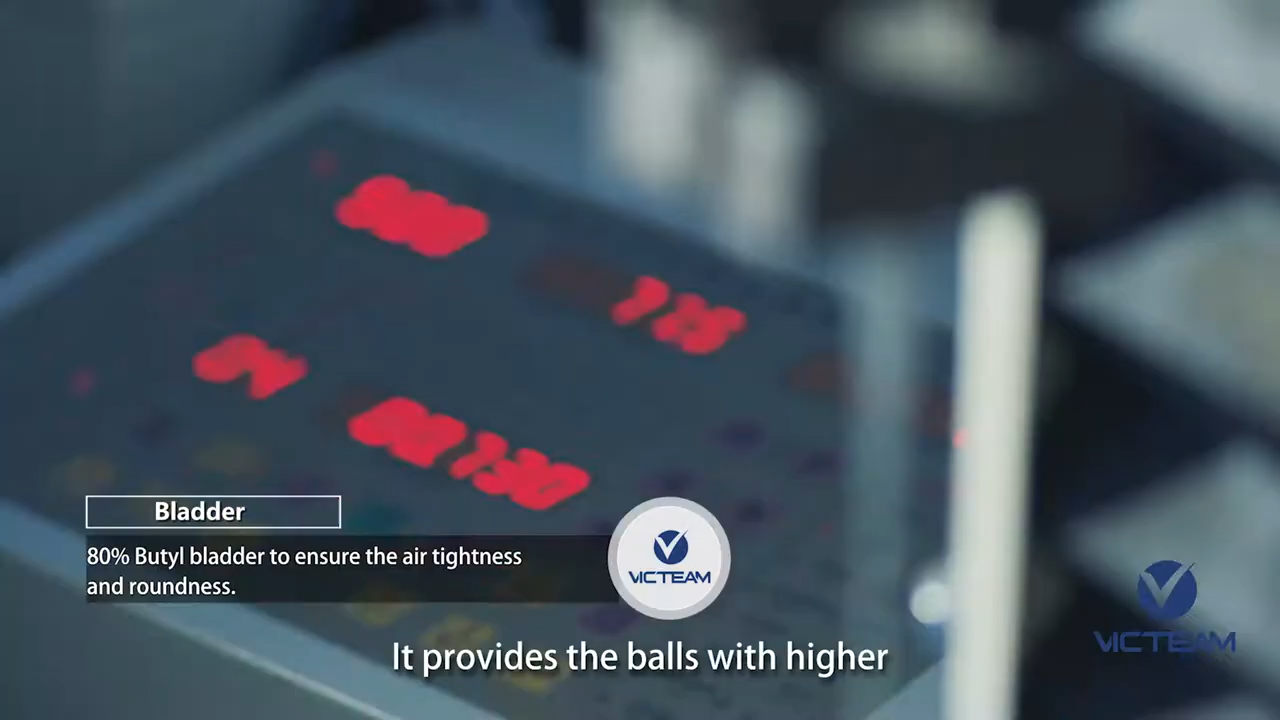 Bladder
80% Butyl bladder to ensure the air tightness
and roundness.
VICTEAM
It provides the balls with higher
VICTEAM